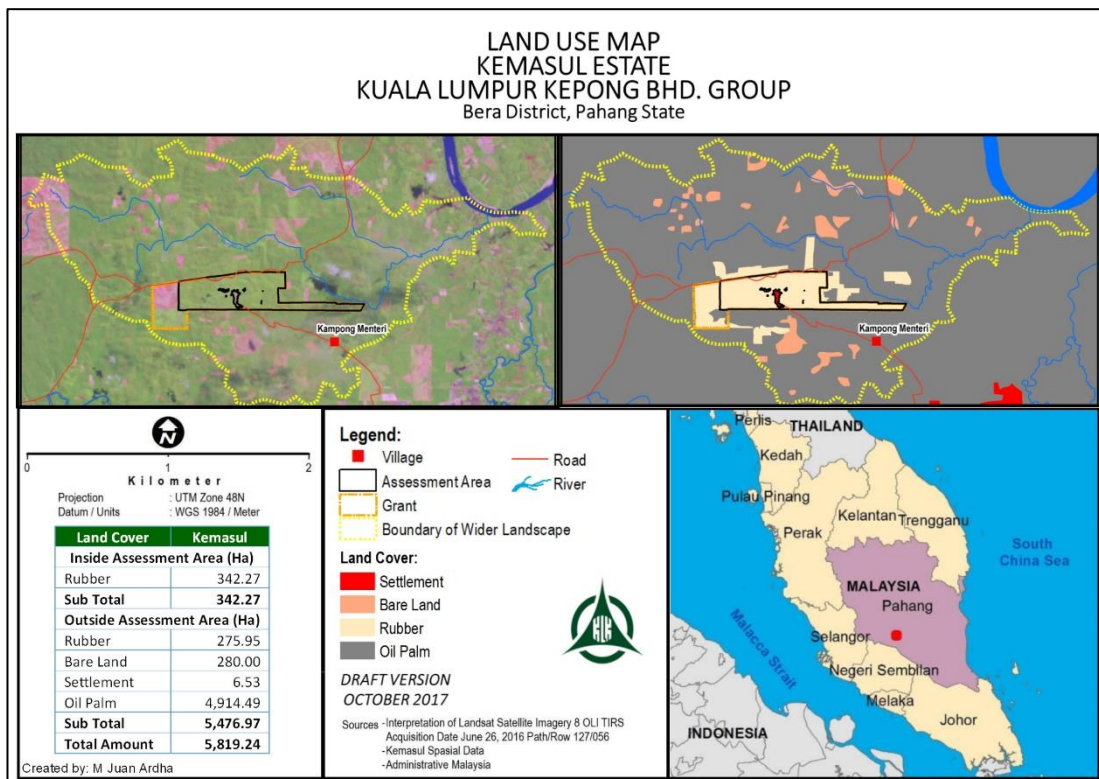 LAND USE MAP
KEMASUL ESTATE
KUALA LUMPUR KEPONG BHD. GROUP
Bera District, Pahang State
Kampong Menteri
Kampong Menteri
N
0 1 2
Kilometer
Projection : UTM Zone 48N
Datum / Units : WGS 1984 / Meter
Land Cover Kemasul
Inside Assessment Area (Ha)
Rubber 342.27
Sub Total 342.27
Outside Assessment Area (Ha)
Rubber 275.95
Bare Land 280.00
Settlement 6.53
Oil Palm 4,914.49
Sub Total 5,476.97
Total Amount 5,819.24
Created by: M Juan Ardha
Legend:
Village
Road
Assessment Area
River
Grant
Boundary of Wider Landscape
Land Cover:
Settlement
Bare Land
Rubber
Oil Palm
KLK
DRAFT VERSION
OCTOBER 2017
Sources - Interpretation of Landsat Satellite Imagery 8 OLI TIRS
Acquisition Date June 26, 2016 Path/Row 127/056
- Kemasul Spasial Data
- Administrative Malaysia
Perlis
THAILAND
Kedah
Pulau Pinang
Kelantan
Trengganu
Perak
South
China Sea
MALAYSIA
Pahang
Selangor
Malacca Strait
Negeri Sembilan
Melaka
Johor
INDONESIA